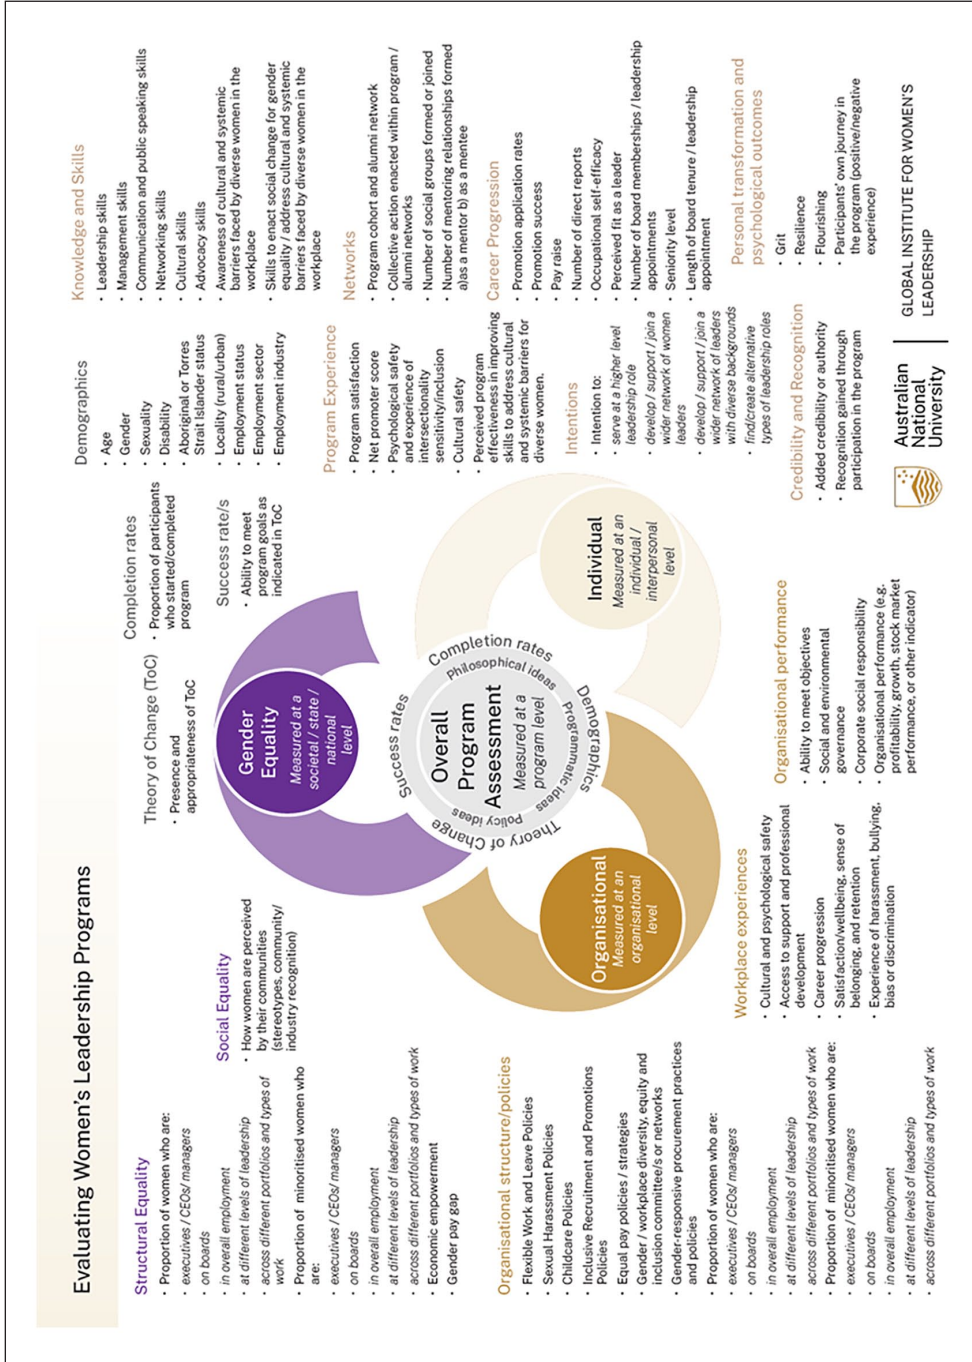 Evaluating Women's Leadership Programs
Structural Equality
• Proportion of women who are:
• executives / CEOs/ managers
• on boards
• in overall employment
• at different levels of leadership
• across different portfolios and types of
work
• Proportion of minoritised women who
are:
• executives / CEOs/ managers
• on boards
• in overall employment
• at different levels of leadership
• across different portfolios and types of work
• Economic empowerment
• Gender pay gap
Social Equality
• How women are perceived
by their communities
(stereotypes, community/
industry recognition)
Theory of Change (ToC)
• Presence and
appropriateness of ToC
Completion rates
• Proportion of participants
who started/completed
program
Success rate/s
• Ability to meet
program goals as
indicated in ToC
Demographics
• Age
• Gender
• Sexuality
• Disability
• Aboriginal or Torres
Strait Islander status
• Locality (rural/urban)
• Employment status
• Employment sector
• Employment industry
Knowledge and Skills
• Leadership skills
• Management skills
• Communication and public speaking skills
• Networking skills
• Cultural skills
• Advocacy skills
• Awareness of cultural and systemic
barriers faced by diverse women in the
workplace
• Skills to enact social change for gender
equality / address cultural and systemic
barriers faced by diverse women in the
workplace
Gender
Equality
Measured at a
societal / state /
national
level
Success rates
Completion rates
Demographics
Theory of Change
Philosophical ideas
Programmatic ideas
Policy ideas
Overall
Program
Assessment
Measured at a
program level
Organisational
Measured at an
organisational
level
Individual
Measured at an
individual /
interpersonal
level
Program Experience
• Program satisfaction
• Net promoter score
• Psychological safety
and experience of
intersectionality
sensitivity/inclusion
• Cultural safety
• Perceived program
effectiveness in improving
skills to address cultural
and systemic barriers for
diverse women.
Networks
• Program cohort and alumni network
• Collective action enacted within program /
alumni networks
• Number of social groups formed or joined
• Number of mentoring relationships formed
a)as a mentor b) as a mentee
Career Progression
• Promotion application rates
• Promotion success
• Pay raise
• Number of direct reports
• Occupational self-efficacy
• Perceived fit as a leader
• Number of board memberships / leadership
appointments
• Seniority level
• Length of board tenure / leadership
appointment
Intentions
• Intention to:
• serve at a higher level
leadership role
• develop / support / join a
wider network of women
leaders
• develop / support / join a
wider network of leaders
with diverse backgrounds
• find/create alternative
types of leadership roles
Personal transformation and
psychological outcomes
• Grit
• Resilience
• Flourishing
• Participants' own journey in
the program (positive/negative
experience)
Credibility and Recognition
• Added credibility or authority
• Recognition gained through
participation in the program
Organisational structure/policies
• Flexible Work and Leave Policies
• Sexual Harassment Policies
• Childcare Policies
• Inclusive Recruitment and Promotions
Policies
• Equal pay policies / strategies
• Gender / workplace diversity, equity and
inclusion committee/s or networks
• Gender-responsive procurement practices
and policies
• Proportion of women who are:
• executives / CEOs/ managers
• on boards
• in overall employment
• at different levels of leadership
• across different portfolios and types of work
• Proportion of minoritised women who are:
• executives / CEOs/ managers
• on boards
• in overall employment
• at different levels of leadership
• across different portfolios and types of work
Workplace experiences
• Cultural and psychological safety
• Access to support and professional
development
• Career progression
• Satisfaction/wellbeing, sense of
belonging, and retention
• Experience of harassment, bullying,
bias or discrimination
Organisational performance
• Ability to meet objectives
• Social and environmental
governance
• Corporate social responsibility
• Organisational performance (e.g.
profitability, growth, stock market
performance, or other indicator)
Australian
National
University
GLOBAL INSTITUTE FOR WOMEN'S
LEADERSHIP